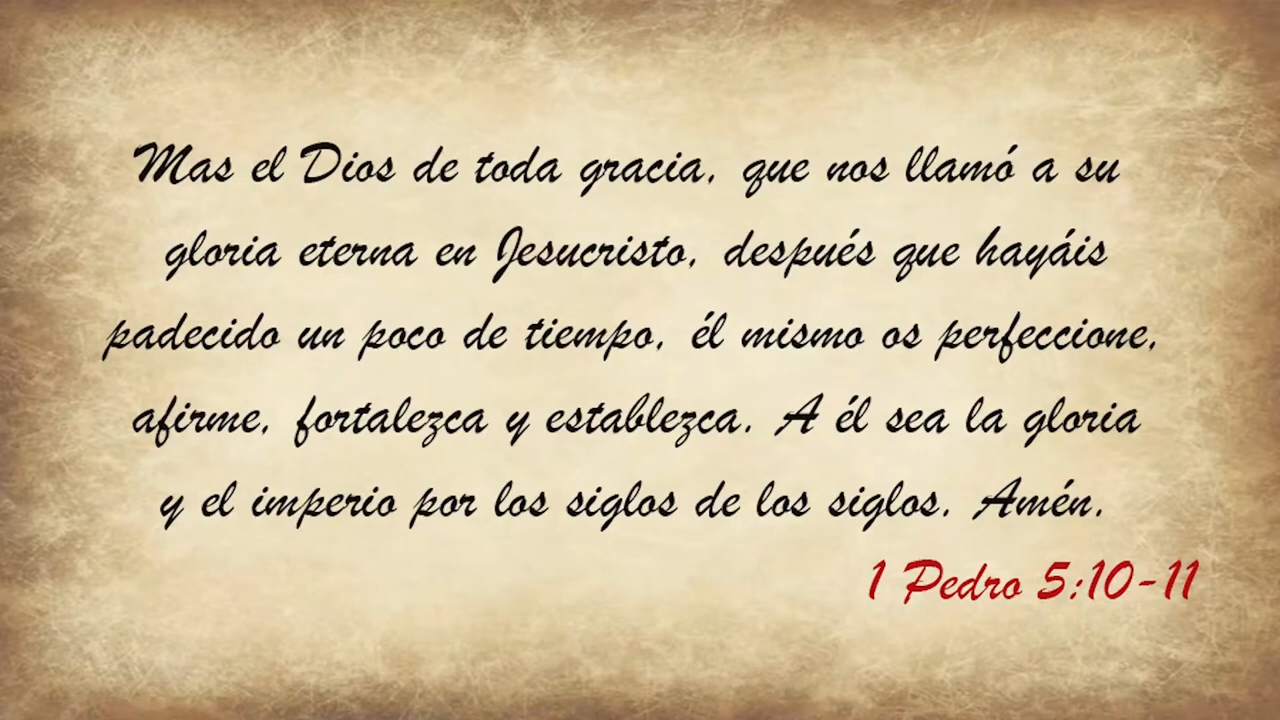 Mas el Dios de toda gracia, que nos llamó a su
gloria eterna en Jesucristo, después que hayáis
padecido un poco de tiempo, él mismo os perfeccione,
afirme, fortalezca y establezca. A él sea la gloria
y el imperio por los siglos de los siglos. Amén.
1 Pedro 5:10-11